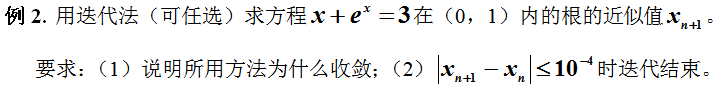 例 2. 用迭代法（可任选）求方程 $x + e^x = 3$ 在（0，1）内的根的近似值 $x_{n+1}$。
要求：（1）说明所用方法为什么收敛；（2）$|x_{n+1} - x_n| \leq 10^{-4}$ 时迭代结束。